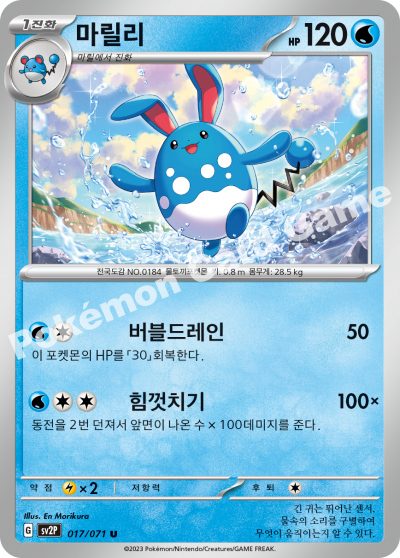 1진화
마릴리
HP 120
마릴에서 진화
Pokémon Card Game
전국도감 NO.0184 물토끼포켓몬 키: 0.8 m 몸무게: 28.5 kg
버블드레인 50
이 포켓몬의 HP를 「30」 회복한다.
힘껏치기 100×
동전을 2번 던져서 앞면이 나온 수 × 100데미지를 준다.
약점 ×2 저항력 후퇴
Illus. En Morikura
G SV2P 017/071 U
긴 귀는 뛰어난 센서.
물속의 소리를 구별하여
무엇이 움직이는지 알 수 있다.
©2023 Pokémon/Nintendo/Creatures/GAME FREAK.